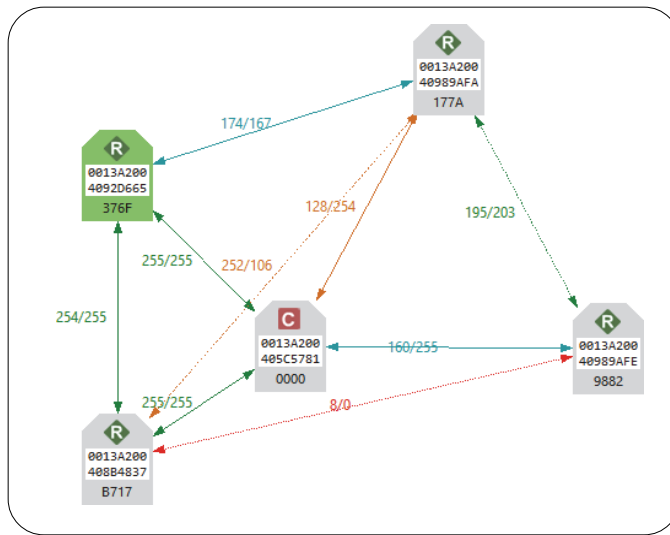 R
0013A200
40989AFA
177A
174/167
R
0013A200
4092D665
376F
128/254
195/203
255/255
252/106
254/255
C
0013A200
405C5781
0000
160/255
R
0013A200
40989AFE
9882
255/255
8/0
R
0013A200
408B4837
B717